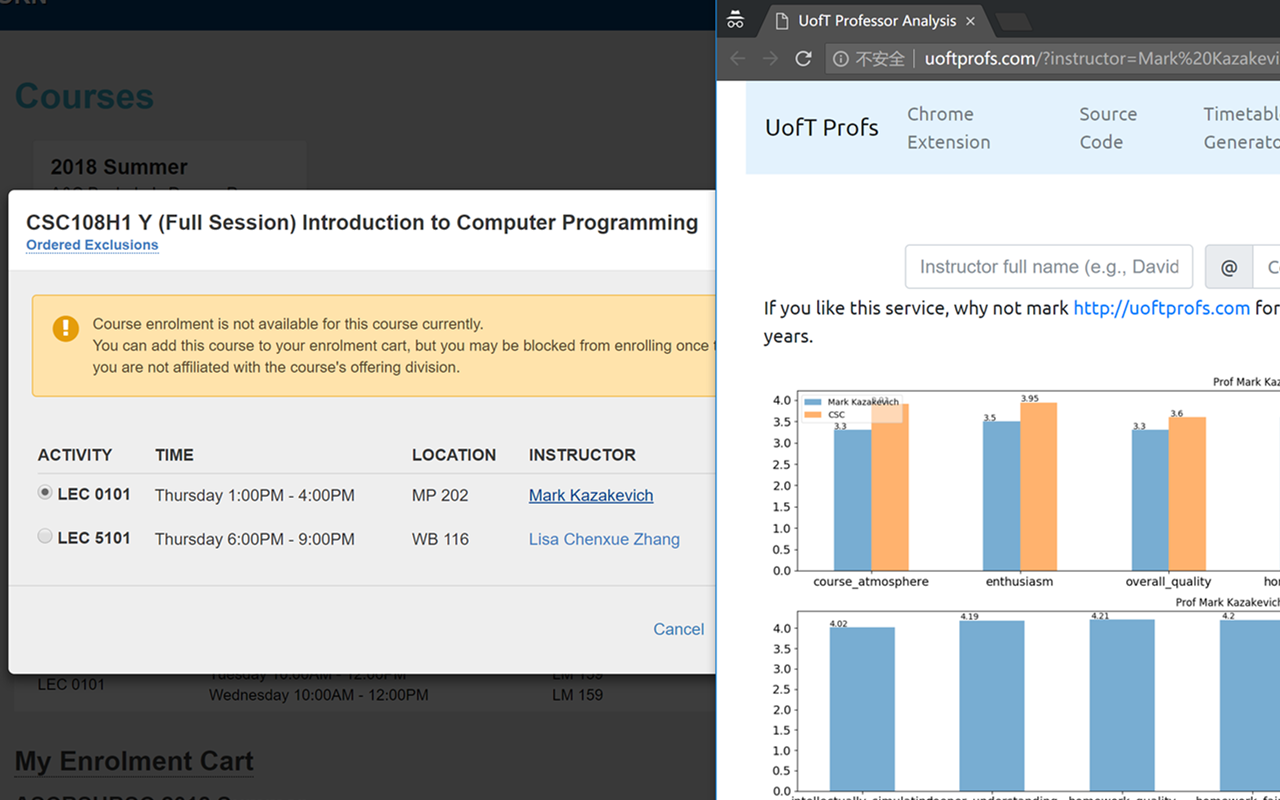 Courses
2018 Summer
CSC108H1 Y (Full Session) Introduction to Computer Programming
Ordered Exclusions
Course enrolment is not available for this course currently.
You can add this course to your enrolment cart, but you may be blocked from enrolling once
you are not affiliated with the course's offering division.
ACTIVITY TIME LOCATION INSTRUCTOR
LEC 0101 Thursday 1:00PM - 4:00PM MP 202 Mark Kazakevich
LEC 5101 Thursday 6:00PM - 9:00PM WB 116 Lisa Chenxue Zhang
Cancel
LEC 0101 Tuesday 10:00AM - 12:00PM LM 159
Wednesday 10:00AM - 12:00PM LM 159
My Enrolment Cart
UofT Professor Analysis ×
不安全 uoftprofs.com/?instructor=Mark%20Kazakevi
UofT Profs
Chrome Extension
Source Code
Timetabl
Generato
Instructor full name (e.g., David
@
If you like this service, why not mark http://uoftprofs.com for
years.
Prof Mark Kaz
Mark Kazakevich
CSC
4.0
3.5
3.0
2.5
2.0
1.5
1.0
0.5
0.0
3.3
3.5 3.95
3.3 3.6
course_atmosphere enthusiasm overall_quality
Prof Mark Kazakevich
4.0
3.5
3.0
2.5
2.0
1.5
1.0
0.5
0.0
4.02 4.19 4.21 4.2